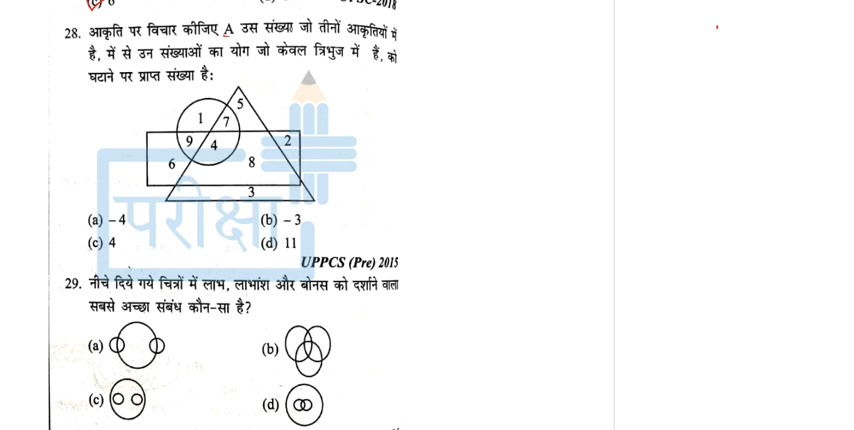 28. आकृति पर विचार कीजिए A उस संख्या जो तीनों आकृतियों में
है, में से उन संख्याओं का योग जो केवल त्रिभुज में हैं, को
घटाने पर प्राप्त संख्या है:
5
1 7
9 4 2
6 8
3
परीक्षा
(a) – 4 (b) – 3
(c) 4 (d) 11
UPPCS (Pre) 2015
29. नीचे दिये गये चित्रों में लाभ, लाभांश और बोनस को दर्शाने वाला
सबसे अच्छा संबंध कौन-सा है?
(a) (b)
(c) (d)